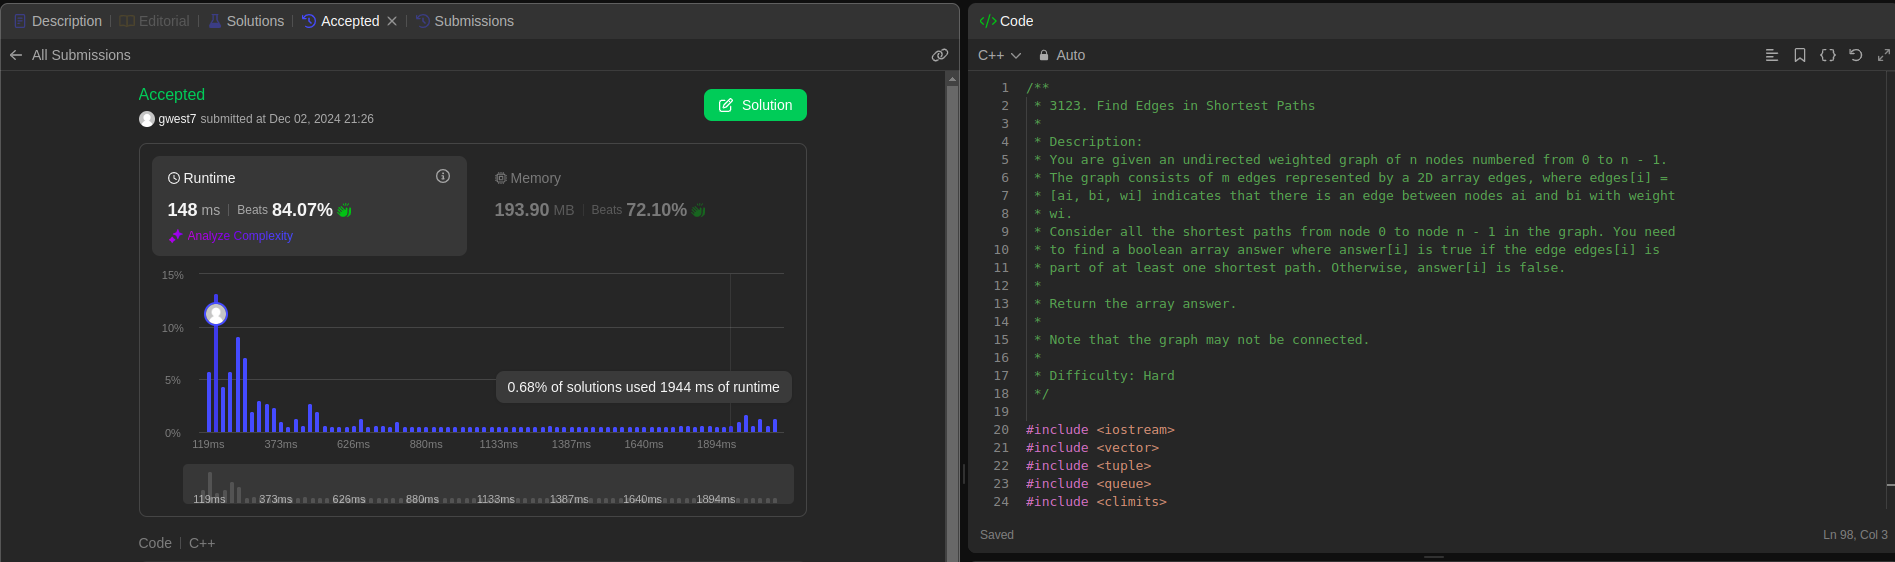 Description | Editorial | Solutions | Accepted | Submissions
All Submissions
Accepted
gwest7 submitted at Dec 02, 2024 21:26
Solution
Runtime
148 ms | Beats 84.07%
Analyze Complexity
Memory
193.90 MB | Beats 72.10%
15%
10%
5%
0%
0.68% of solutions used 1944 ms of runtime
119ms 373ms 626ms 880ms 1133ms 1387ms 1640ms 1894ms
119ms 373ms 626ms 880ms 1133ms 1387ms 1640ms 1894ms
Code | C++
</> Code
C++ Auto
1 /**
2 * 3123. Find Edges in Shortest Paths
3 *
4 * Description:
5 * You are given an undirected weighted graph of n nodes numbered from 0 to n - 1.
6 * The graph consists of m edges represented by a 2D array edges, where edges[i] =
7 * [ai, bi, wi] indicates that there is an edge between nodes ai and bi with weight
8 * wi.
9 * Consider all the shortest paths from node 0 to node n - 1 in the graph. You need
10 * to find a boolean array answer where answer[i] is true if the edge edges[i] is
11 * part of at least one shortest path. Otherwise, answer[i] is false.
12 *
13 * Return the array answer.
14 *
15 * Note that the graph may not be connected.
16 *
17 * Difficulty: Hard
18 */
19
20 #include <iostream>
21 #include <vector>
22 #include <tuple>
23 #include <queue>
24 #include <climits>
Saved
Ln 98, Col 3